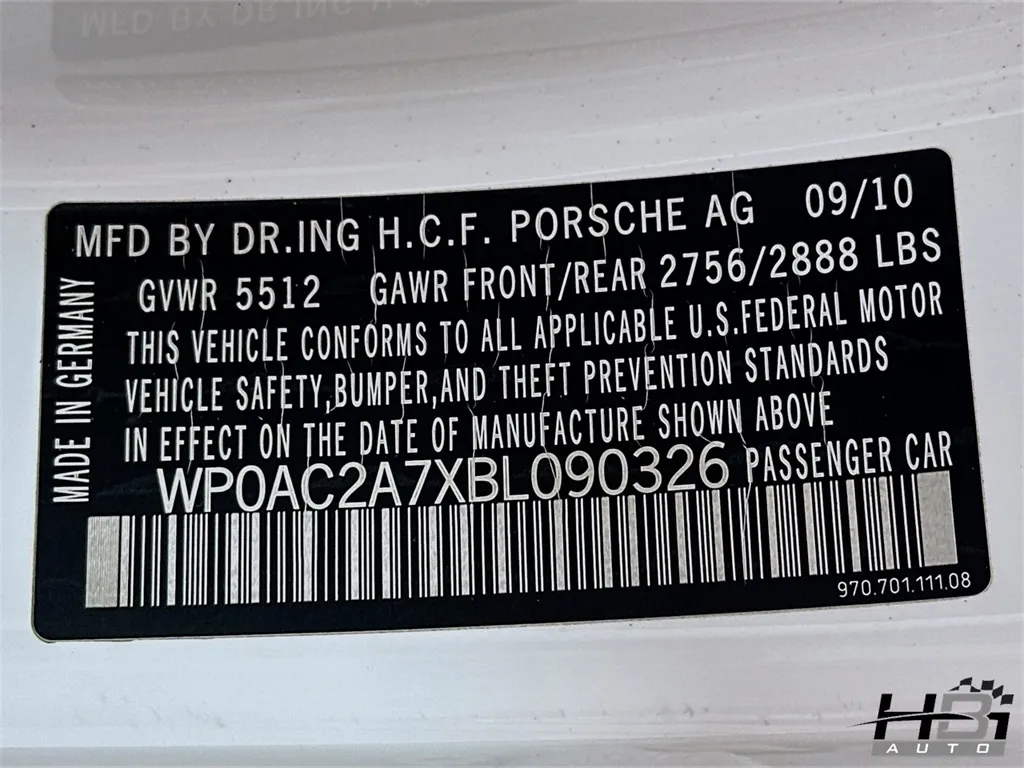 MFD BY DR.ING H.C.F. PORSCHE AG 09/10
GVWR 5512 GAWR FRONT/REAR 2756/2888 LBS
THIS VEHICLE CONFORMS TO ALL APPLICABLE U.S.FEDERAL MOTOR
VEHICLE SAFETY,BUMPER,AND THEFT PREVENTION STANDARDS
IN EFFECT ON THE DATE OF MANUFACTURE SHOWN ABOVE
WP0AC2A7XBL090326 PASSENGER CAR
970.701.111.08
MADE IN GERMANY
HBI
AUTO